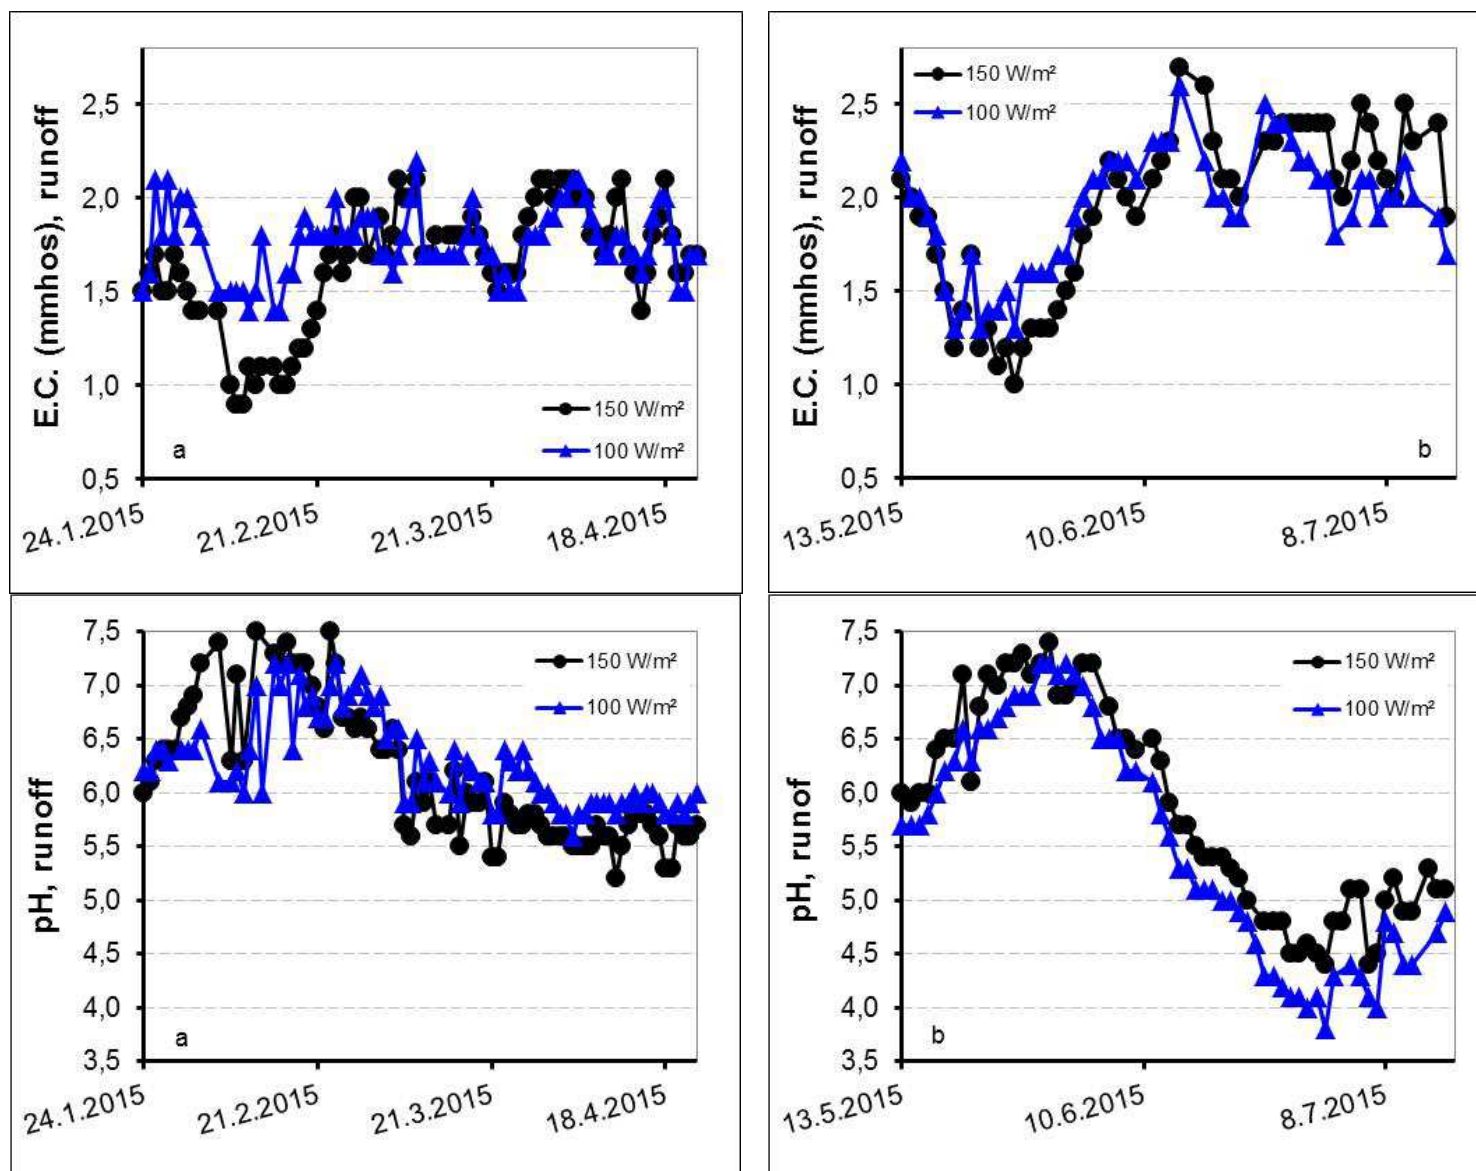 E.C. (mmhos), runoff
2,5
2,0
1,5
1,0
0,5
150 W/m²
100 W/m²
a
24.1.2015
21.2.2015
21.3.2015
18.4.2015
E.C. (mmhos), runoff
2,5
2,0
1,5
1,0
0,5
150 W/m²
100 W/m²
b
13.5.2015
10.6.2015
8.7.2015
pH, runoff
7,5
7,0
6,5
6,0
5,5
5,0
4,5
4,0
3,5
150 W/m²
100 W/m²
a
24.1.2015
21.2.2015
21.3.2015
18.4.2015
pH, runof
7,5
7,0
6,5
6,0
5,5
5,0
4,5
4,0
3,5
150 W/m²
100 W/m²
b
13.5.2015
10.6.2015
8.7.2015